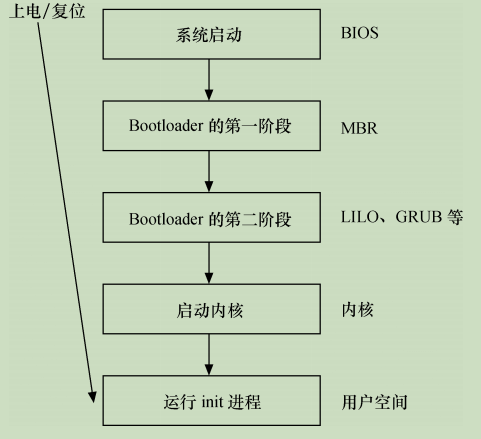 上电/复位
系统启动
BIOS
Bootloader 的第一阶段
MBR
Bootloader 的第二阶段
LILO、GRUB 等
启动内核
内核
运行 init 进程
用户空间